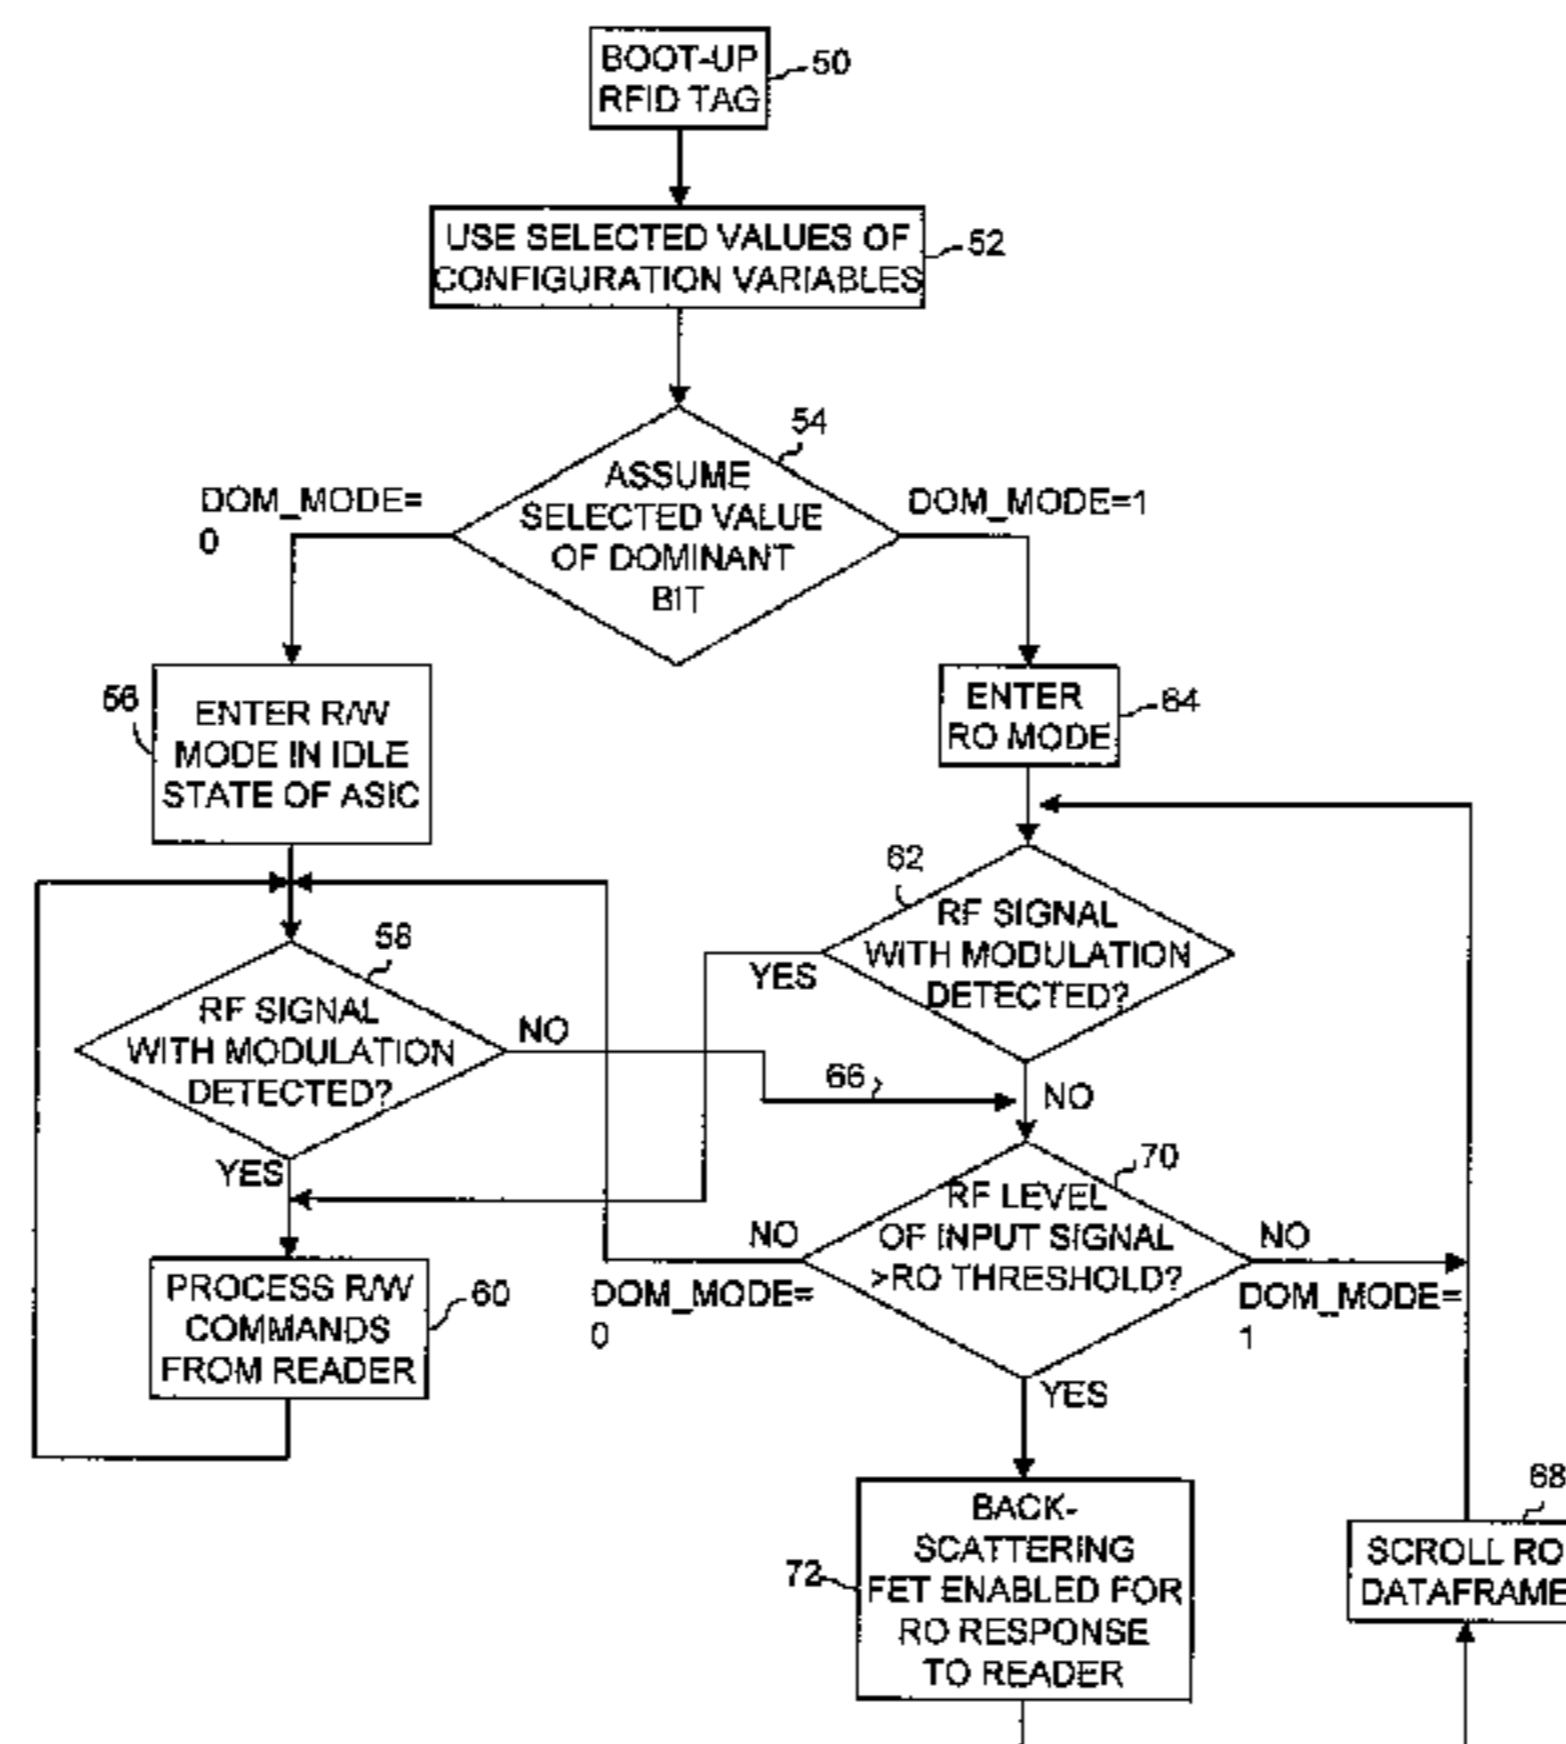 BOOT-UP
RFID TAG
50
USE SELECTED VALUES OF
CONFIGURATION VARIABLES
52
54
ASSUME
SELECTED VALUE
OF DOMINANT
BIT
DOM_MODE=
0
DOM_MODE=1
56
ENTER R/W
MODE IN IDLE
STATE OF ASIC
ENTER
RO MODE
64
62
RF SIGNAL
WITH MODULATION
DETECTED?
YES
NO
58
RF SIGNAL
WITH MODULATION
DETECTED?
NO
YES
66
70
RF LEVEL
OF INPUT SIGNAL
>RO THRESHOLD?
NO
DOM_MODE=
0
NO
DOM_MODE=
1
YES
PROCESS R/W
COMMANDS
FROM READER
60
72
BACK-
SCATTERING
FET ENABLED FOR
RO RESPONSE
TO READER
68
SCROLL RO
DATAFRAME